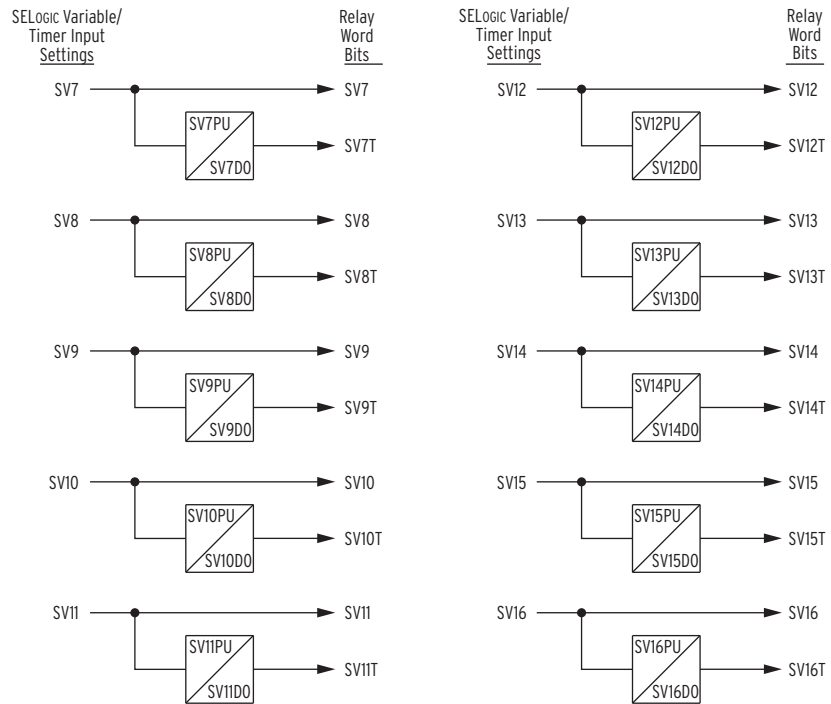 SELOGIC Variable/
Timer Input
Settings
Relay
Word
Bits
SV7
SV7
SV7PU
SV7DO
SV7T
SV8
SV8
SV8PU
SV8DO
SV8T
SV9
SV9
SV9PU
SV9DO
SV9T
SV10
SV10
SV10PU
SV10DO
SV10T
SV11
SV11
SV11PU
SV11DO
SV11T
SELOGIC Variable/
Timer Input
Settings
Relay
Word
Bits
SV12
SV12
SV12PU
SV12DO
SV12T
SV13
SV13
SV13PU
SV13DO
SV13T
SV14
SV14
SV14PU
SV14DO
SV14T
SV15
SV15
SV15PU
SV15DO
SV15T
SV16
SV16
SV16PU
SV16DO
SV16T